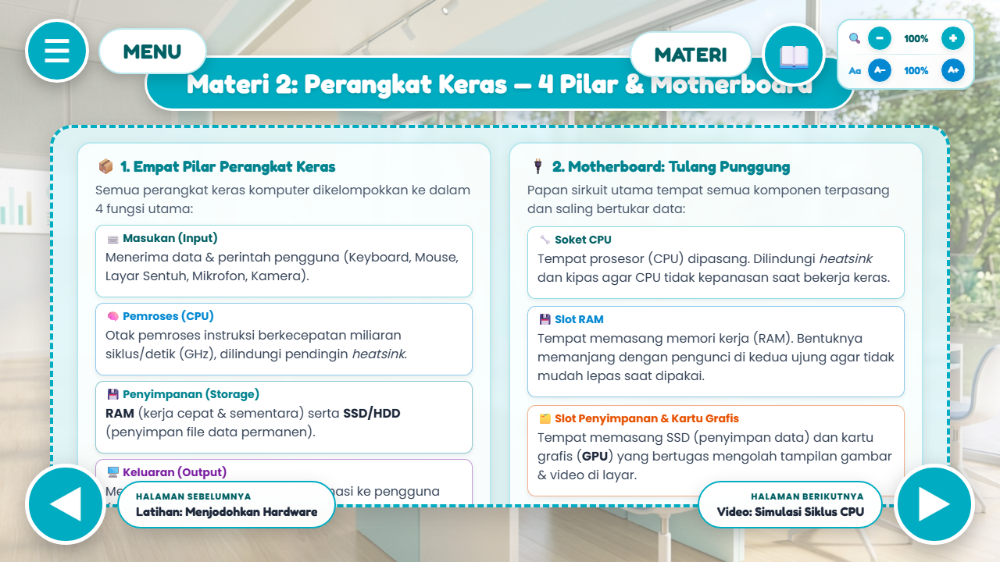 MENU
MATERI
100%
Aa A- 100% A+
Materi 2: Perangkat Keras – 4 Pilar & Motherboard
1. Empat Pilar Perangkat Keras
Semua perangkat keras komputer dikelompokkan ke dalam
4 fungsi utama:
Masukan (Input)
Menerima data & perintah pengguna (Keyboard, Mouse,
Layar Sentuh, Mikrofon, Kamera).
Pemroses (CPU)
Otak pemroses instruksi berkecepatan miliaran
siklus/detik (GHz), dilindungi pendingin heatsink.
Penyimpanan (Storage)
RAM (kerja cepat & sementara) serta SSD/HDD
(penyimpan file data permanen).
Keluaran (Output)
ke pengguna
2. Motherboard: Tulang Punggung
Papan sirkuit utama tempat semua komponen terpasang
dan saling bertukar data:
Soket CPU
Tempat prosesor (CPU) dipasang. Dilindungi heatsink
dan kipas agar CPU tidak kepanasan saat bekerja keras.
Slot RAM
Tempat memasang memori kerja (RAM). Bentuknya
memanjang dengan pengunci di kedua ujung agar tidak
mudah lepas saat dipakai.
Slot Penyimpanan & Kartu Grafis
Tempat memasang SSD (penyimpan data) dan kartu
grafis (GPU) yang bertugas mengolah tampilan gambar
& video di layar.
HALAMAN SEBELUMNYA
Latihan: Menjodohkan Hardware
HALAMAN BERIKUTNYA
Video: Simulasi Siklus CPU